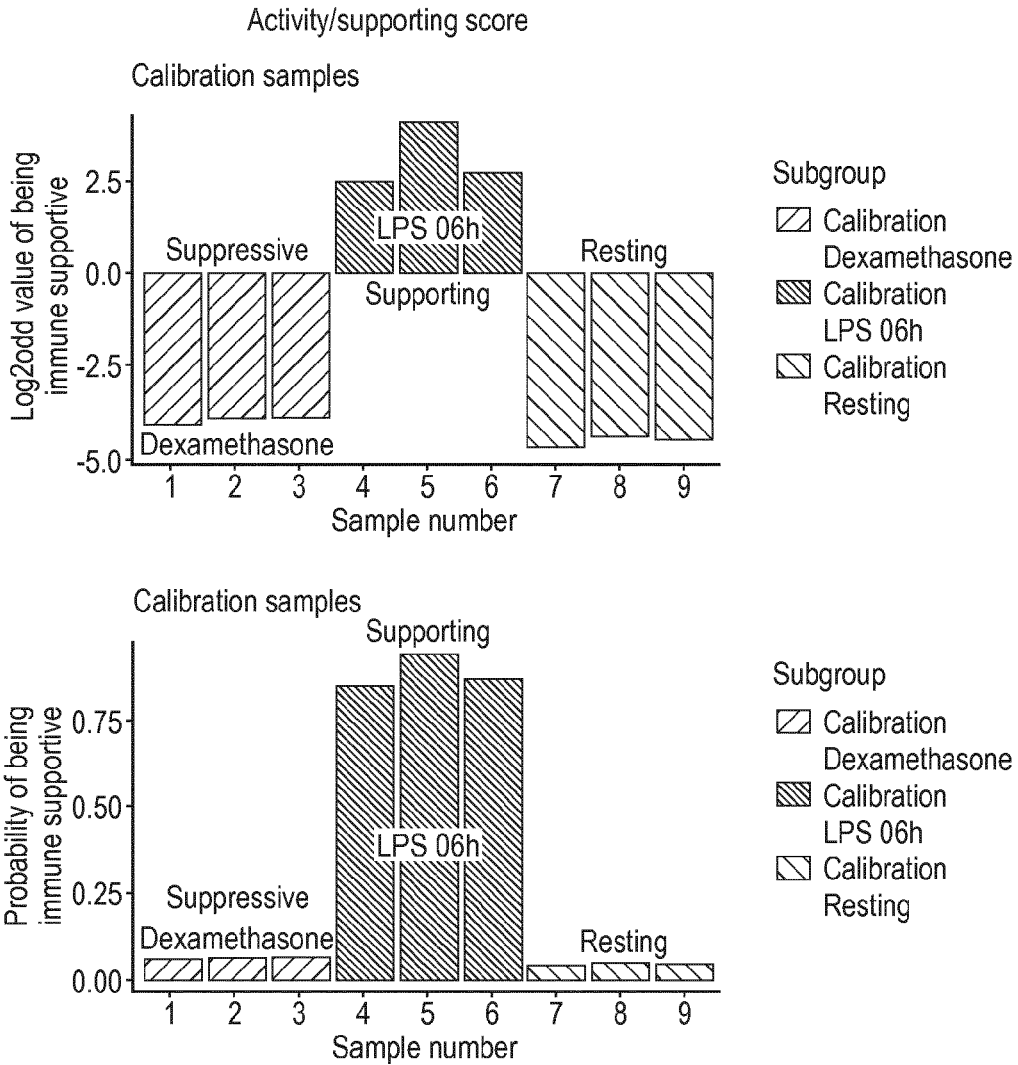 Activity/supporting score
Calibration samples
Log2odd value of being
immune supportive
2.5
0.0
-2.5
-5.0
Suppressive
Dexamethasone
LPS 06h
Supporting
Resting
1 2 3 4 5 6 7 8 9
Sample number
Subgroup
Calibration
Dexamethasone
Calibration
LPS 06h
Calibration
Resting
Calibration samples
Probability of being
immune supportive
0.75
0.50
0.25
0.00
Supporting
LPS 06h
Suppressive
Dexamethasone
Resting
1 2 3 4 5 6 7 8 9
Sample number
Subgroup
Calibration
Dexamethasone
Calibration
LPS 06h
Calibration
Resting